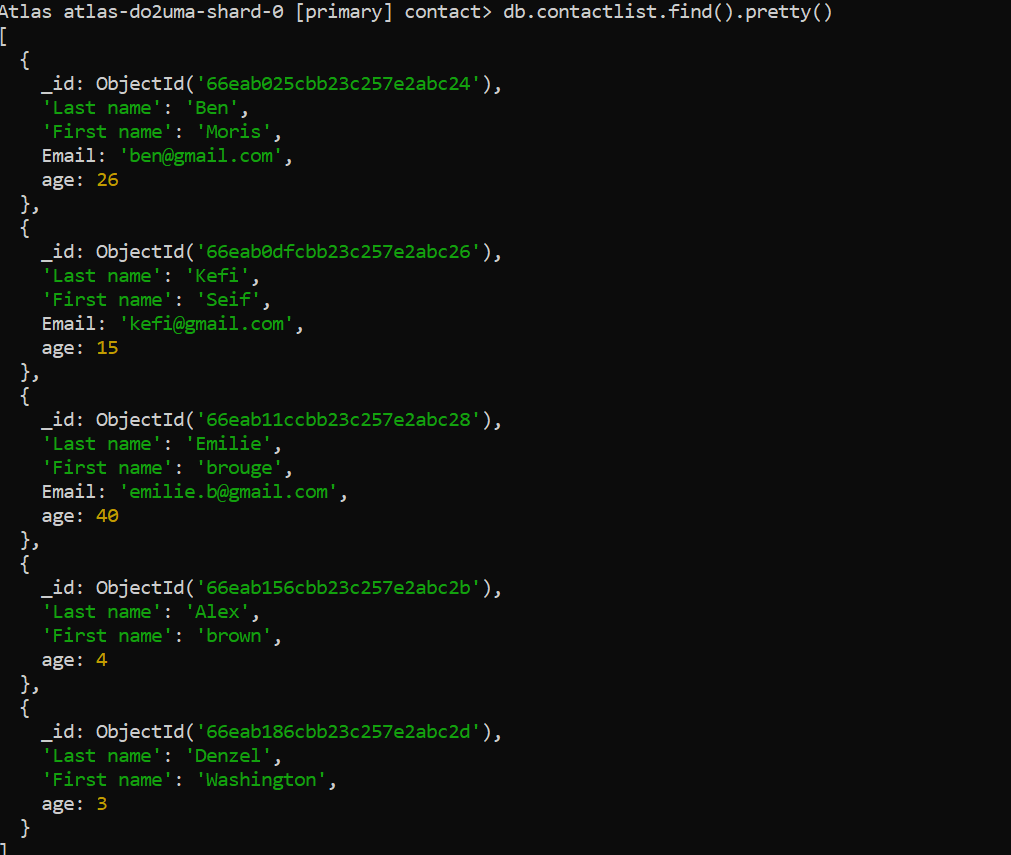 Atlas atlas-do2uma-shard-0 [primary] contact> db.contactlist.find().pretty()
[
  {
    _id: ObjectId('66eab025cbb23c257e2abc24'),
    'Last name': 'Ben',
    'First name': 'Moris',
    Email: 'ben@gmail.com',
    age: 26
  },
  {
    _id: ObjectId('66eab0dfcbb23c257e2abc26'),
    'Last name': 'Kefi',
    'First name': 'Seif',
    Email: 'kefi@gmail.com',
    age: 15
  },
  {
    _id: ObjectId('66eab11ccbb23c257e2abc28'),
    'Last name': 'Emilie',
    'First name': 'brouge',
    Email: 'emilie.b@gmail.com',
    age: 40
  },
  {
    _id: ObjectId('66eab156cbb23c257e2abc2b'),
    'Last name': 'Alex',
    'First name': 'brown',
    age: 4
  },
  {
    _id: ObjectId('66eab186cbb23c257e2abc2d'),
    'Last name': 'Denzel',
    'First name': 'Washington',
    age: 3
  }
]